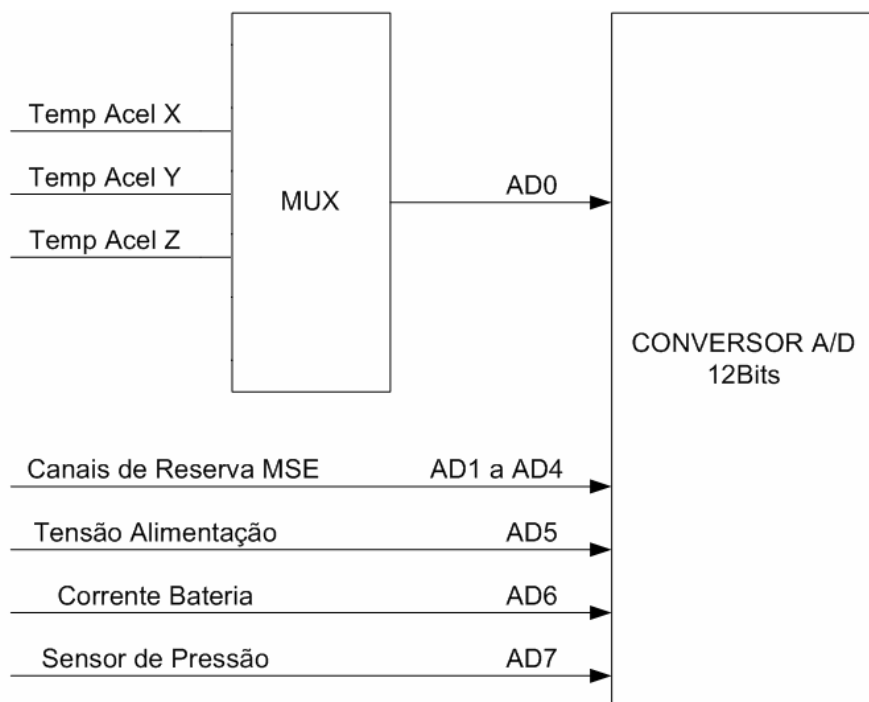 Temp Acel X
Temp Acel Y
Temp Acel Z
MUX
AD0
CONVERSOR A/D
12Bits
Canais de Reserva MSE
AD1 a AD4
Tensão Alimentação
AD5
Corrente Bateria
AD6
Sensor de Pressão
AD7